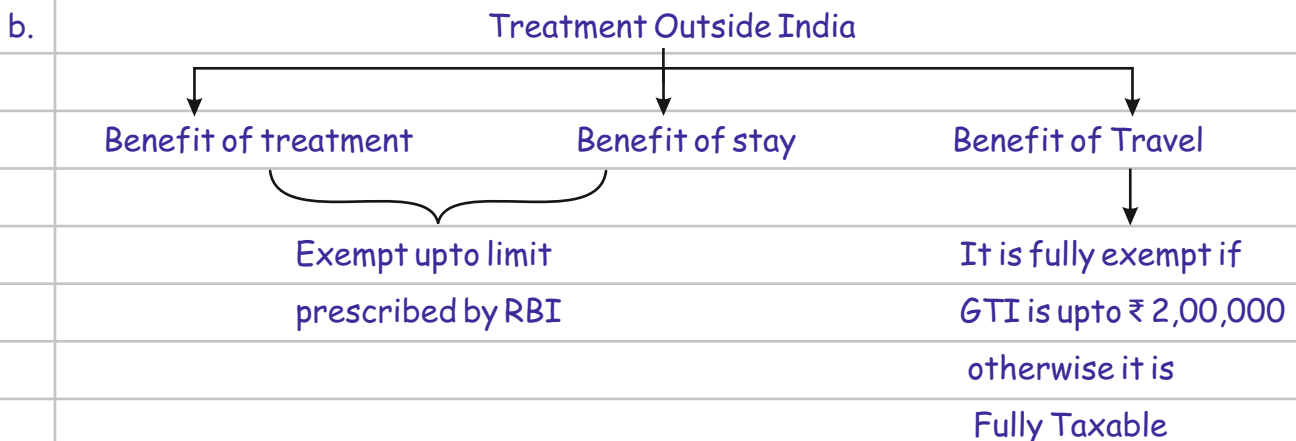 b. Treatment Outside India
Benefit of treatment Benefit of stay Benefit of Travel
Exempt upto limit It is fully exempt if
prescribed by RBI GTI is upto ₹ 2,00,000
otherwise it is
Fully Taxable